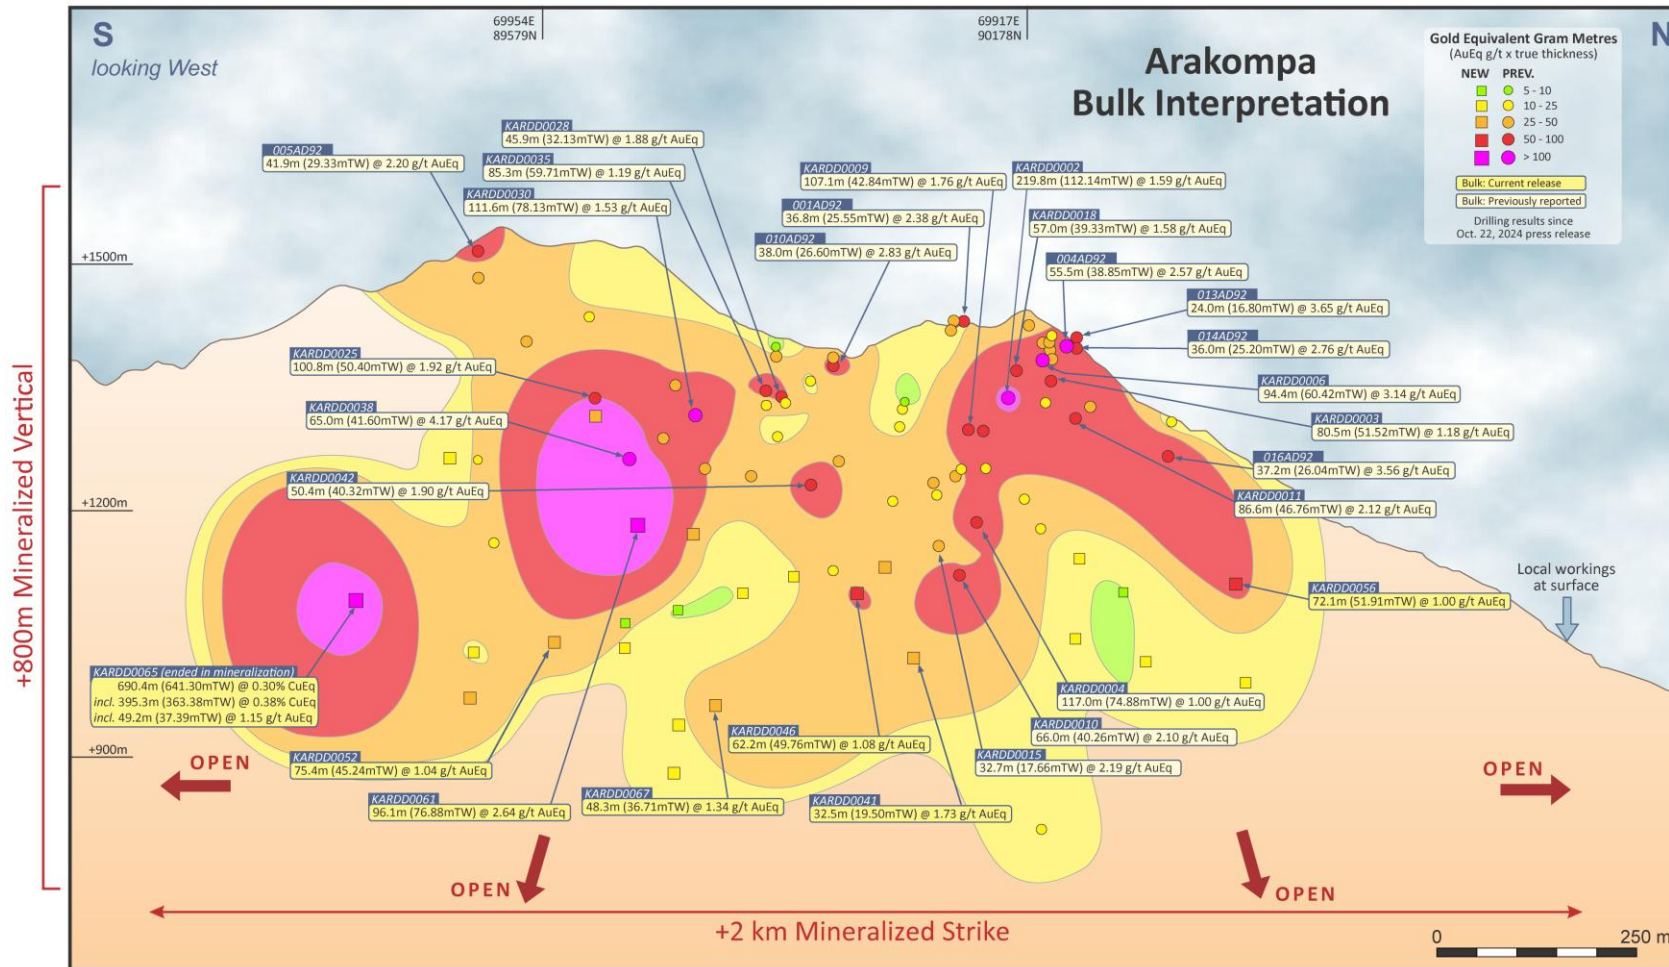 S
looking West
69954E
89579N
69917E
90178N
N
Arakompa
Bulk Interpretation
Gold Equivalent Gram Metres
(AuEq g/t x true thickness)
NEW PREV.
5 - 10
10 - 25
25 - 50
50 - 100
> 100
Bulk: Current release
Bulk: Previously reported
Drilling results since
Oct. 22, 2024 press release
KARDD0028
45.9m (32.13mTW) @ 1.88 g/t AuEq
005AD92
41.9m (29.33mTW) @ 2.20 g/t AuEq
KARDD0035
85.3m (59.71mTW) @ 1.19 g/t AuEq
KARDD0030
111.6m (78.13mTW) @ 1.53 g/t AuEq
KARDD0009
107.1m (42.84mTW) @ 1.76 g/t AuEq
KARDD0002
219.8m (112.14mTW) @ 1.59 g/t AuEq
001AD92
36.8m (25.55mTW) @ 2.38 g/t AuEq
KARDD0018
57.0m (39.33mTW) @ 1.58 g/t AuEq
010AD92
38.0m (26.60mTW) @ 2.83 g/t AuEq
004AD92
55.5m (38.85mTW) @ 2.57 g/t AuEq
+1500m
013AD92
24.0m (16.80mTW) @ 3.65 g/t AuEq
014AD92
36.0m (25.20mTW) @ 2.76 g/t AuEq
KARDD0025
100.8m (50.40mTW) @ 1.92 g/t AuEq
KARDD0006
94.4m (60.42mTW) @ 3.14 g/t AuEq
KARDD0038
65.0m (41.60mTW) @ 4.17 g/t AuEq
KARDD0003
80.5m (51.52mTW) @ 1.18 g/t AuEq
016AD92
37.2m (26.04mTW) @ 3.56 g/t AuEq
KARDD0042
50.4m (40.32mTW) @ 1.90 g/t AuEq
KARDD0011
86.6m (46.76mTW) @ 2.12 g/t AuEq
+1200m
+800m Mineralized Vertical
Local workings
at surface
KARDD0056
72.1m (51.91mTW) @ 1.00 g/t AuEq
KARDD0065 (ended in mineralization)
690.4m (641.30mTW) @ 0.30% CuEq
incl. 395.3m (363.38mTW) @ 0.38% CuEq
incl. 49.2m (37.39mTW) @ 1.15 g/t AuEq
KARDD0004
117.0m (74.88mTW) @ 1.00 g/t AuEq
KARDD0010
66.0m (40.26mTW) @ 2.10 g/t AuEq
KARDD0046
62.2m (49.76mTW) @ 1.08 g/t AuEq
KARDD0015
32.7m (17.66mTW) @ 2.19 g/t AuEq
+900m
KARDD0052
75.4m (45.24mTW) @ 1.04 g/t AuEq
OPEN
OPEN
KARDD0061
96.1m (76.88mTW) @ 2.64 g/t AuEq
KARDD0067
48.3m (36.71mTW) @ 1.34 g/t AuEq
KARDD0041
32.5m (19.50mTW) @ 1.73 g/t AuEq
OPEN
OPEN
+2 km Mineralized Strike
0 250 m